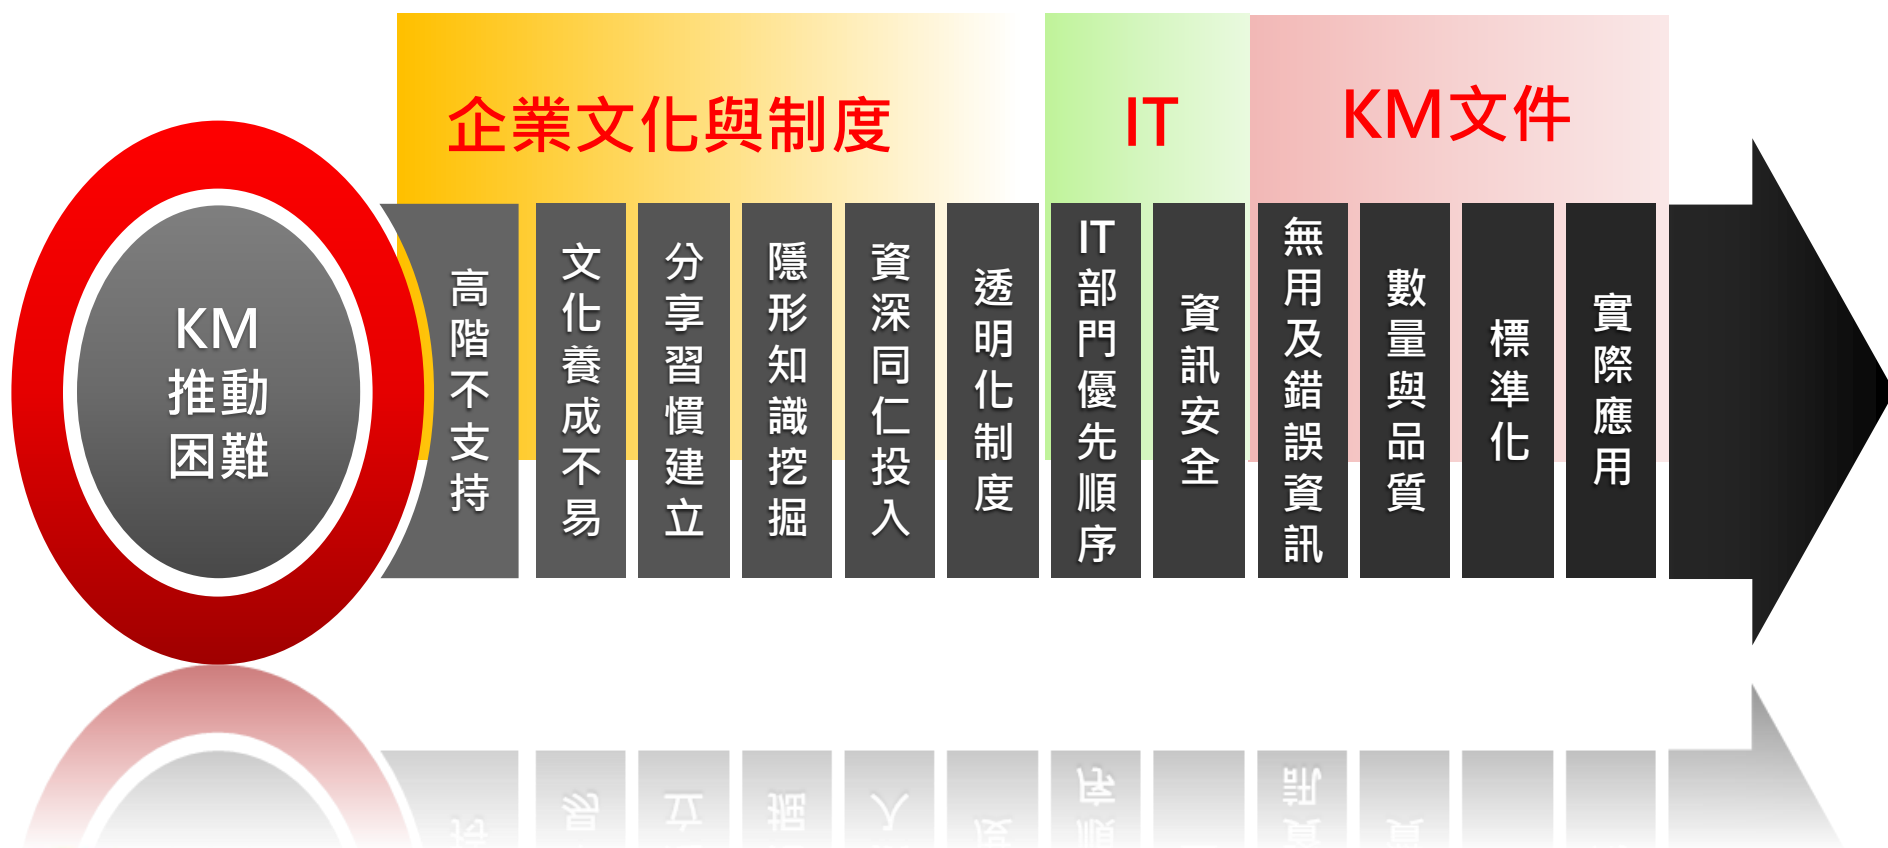 企業文化與制度
IT
KM文件
KM
推動
困難
高階不支持
文化養成不易
分享習慣建立
隱形知識挖掘
資深同仁投入
透明化制度
IT部門優先順序
資訊安全
無用及錯誤資訊
數量與品質
標準化
實際應用